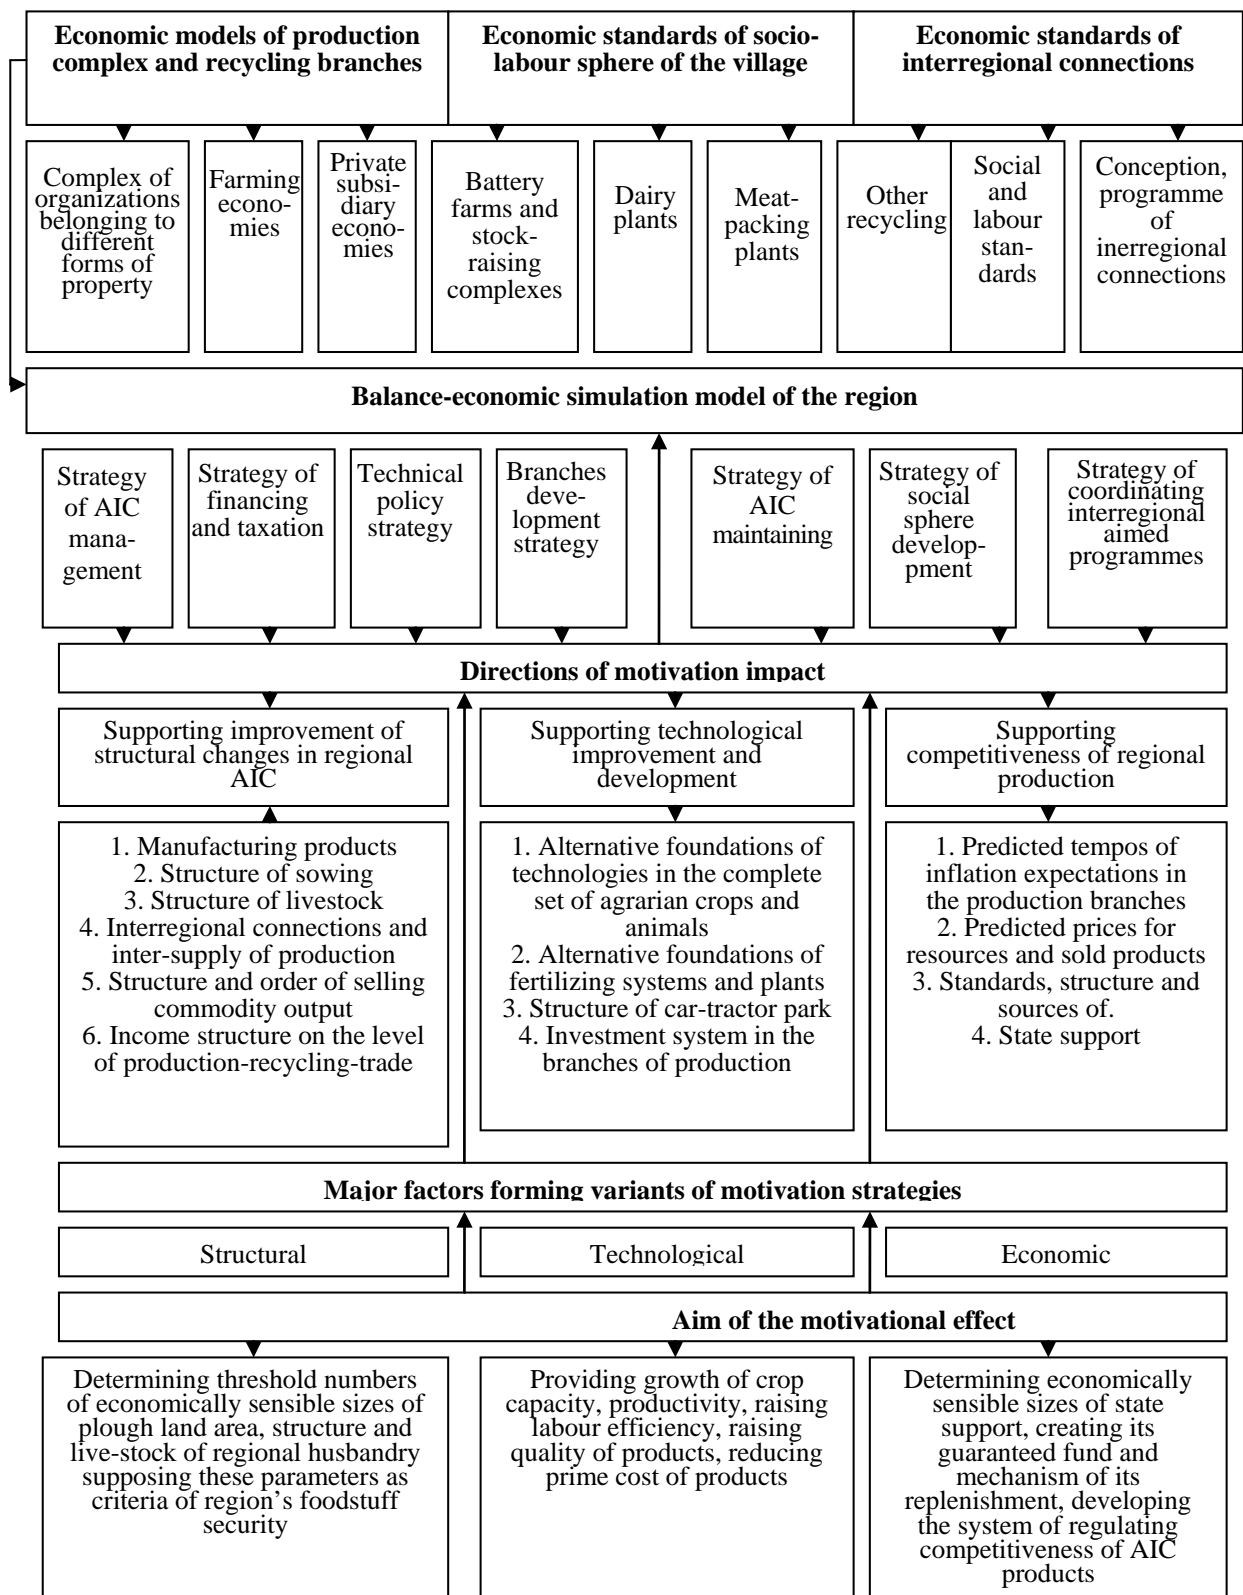 Economic models of production
complex and recycling branches
Economic standards of socio-
labour sphere of the village
Economic standards of
interregional connections
Complex of
organizations
belonging to
different
forms of
property
Farming
econo-
mies
Private
subsi-
diary
econo-
mies
Battery
farms and
stock-
raising
complexes
Dairy
plants
Meat-
packing
plants
Other
recycling
Social
and
labour
stan-
dards
Conception,
programme
of
inerregional
connections
Balance-economic simulation model of the region
Strategy
of AIC
mana-
gement
Strategy of
financing
and taxation
Technical
policy
strategy
Branches
deve-
lopment
strategy
Strategy of
AIC
maintaining
Strategy of
social
sphere
develop-
pment
Strategy of
coordinating
interregional
aimed
programmes
Directions of motivation impact
Supporting improvement of
structural changes in regional
AIC
Supporting technological
improvement and
development
Supporting
competitiveness of regional
production
1. Manufacturing products
2. Structure of sowing
3. Structure of livestock
4. Interregional connections and
inter-supply of production
5. Structure and order of selling
commodity output
6. Income structure on the level
of production-recycling-trade
1. Alternative foundations of
technologies in the complete
set of agrarian crops and
animals
2. Alternative foundations of
fertilizing systems and plants
3. Structure of car-tractor park
4. Investment system in the
branches of production
1. Predicted tempos of
inflation expectations in
the production branches
2. Predicted prices for
resources and sold products
3. Standards, structure and
sources of.
4. State support
Major factors forming variants of motivation strategies
Structural
Technological
Economic
Aim of the motivational effect
Determining threshold numbers
of economically sensible sizes of
plough land area, structure and
live-stock of regional husbandry
supposing these parameters as
criteria of region’s foodstuff
security
Providing growth of crop
capacity, productivity, raising
labour efficiency, raising
quality of products, reducing
prime cost of products
Determining economically
sensible sizes of state
support, creating its
guaranteed fund and
mechanism of its
replenishment, developing
the system of regulating
competitiveness of AIC
products